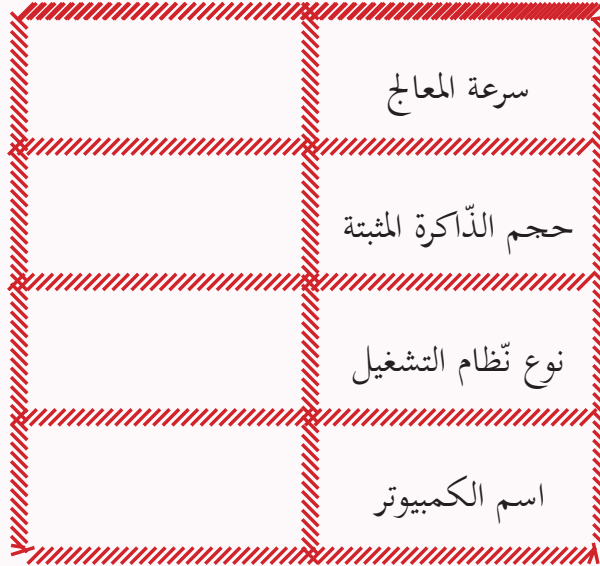 سرعة المعالج
حجم الذّاكرة المثبتة
نوع نّظام التشغيل
اسم الكمبيوتر